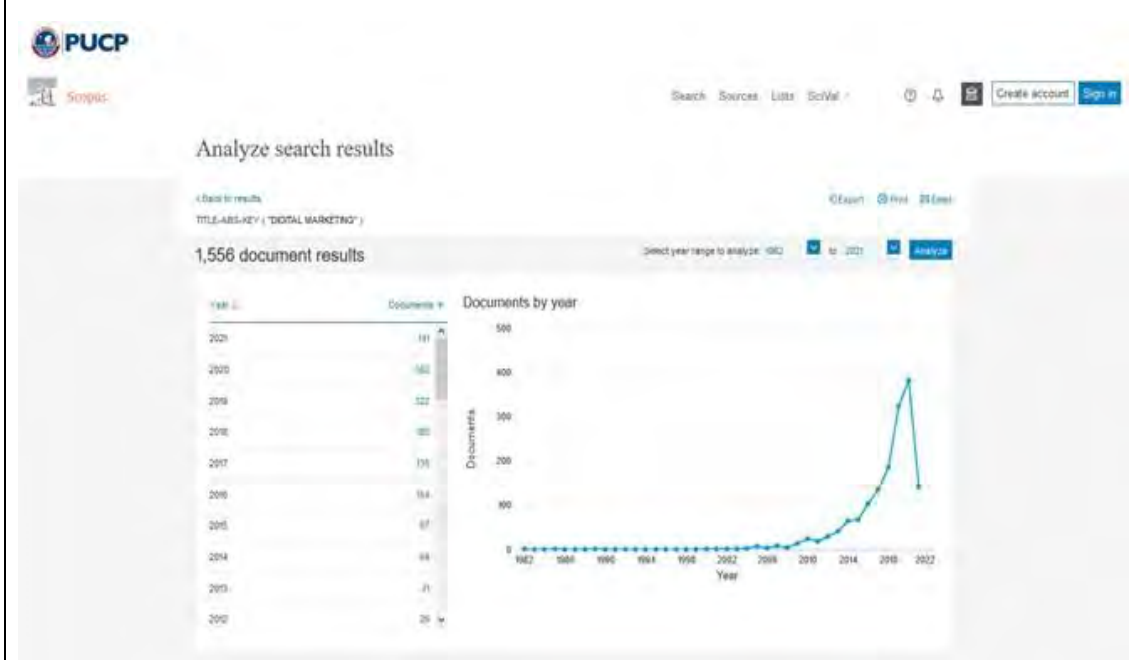 PUCP
Scopus
Search Sources Lists SciVal
Create account
Sign in
Analyze search results
Back to results
Export Print Email
TITLE-ABS-KEY ( "DIGITAL MARKETING" )
1,556 document results
Select year range to analyze: 1982 to 2021
Analyze
Year
Documents
2021
2020
2019 322
2018
2017
2016
2015
2014
2013
2012
Documents by year
500
400
300
200
100
0
Documents
1982 1986 1990 1994 1998 2002 2006 2010 2014 2018 2022
Year